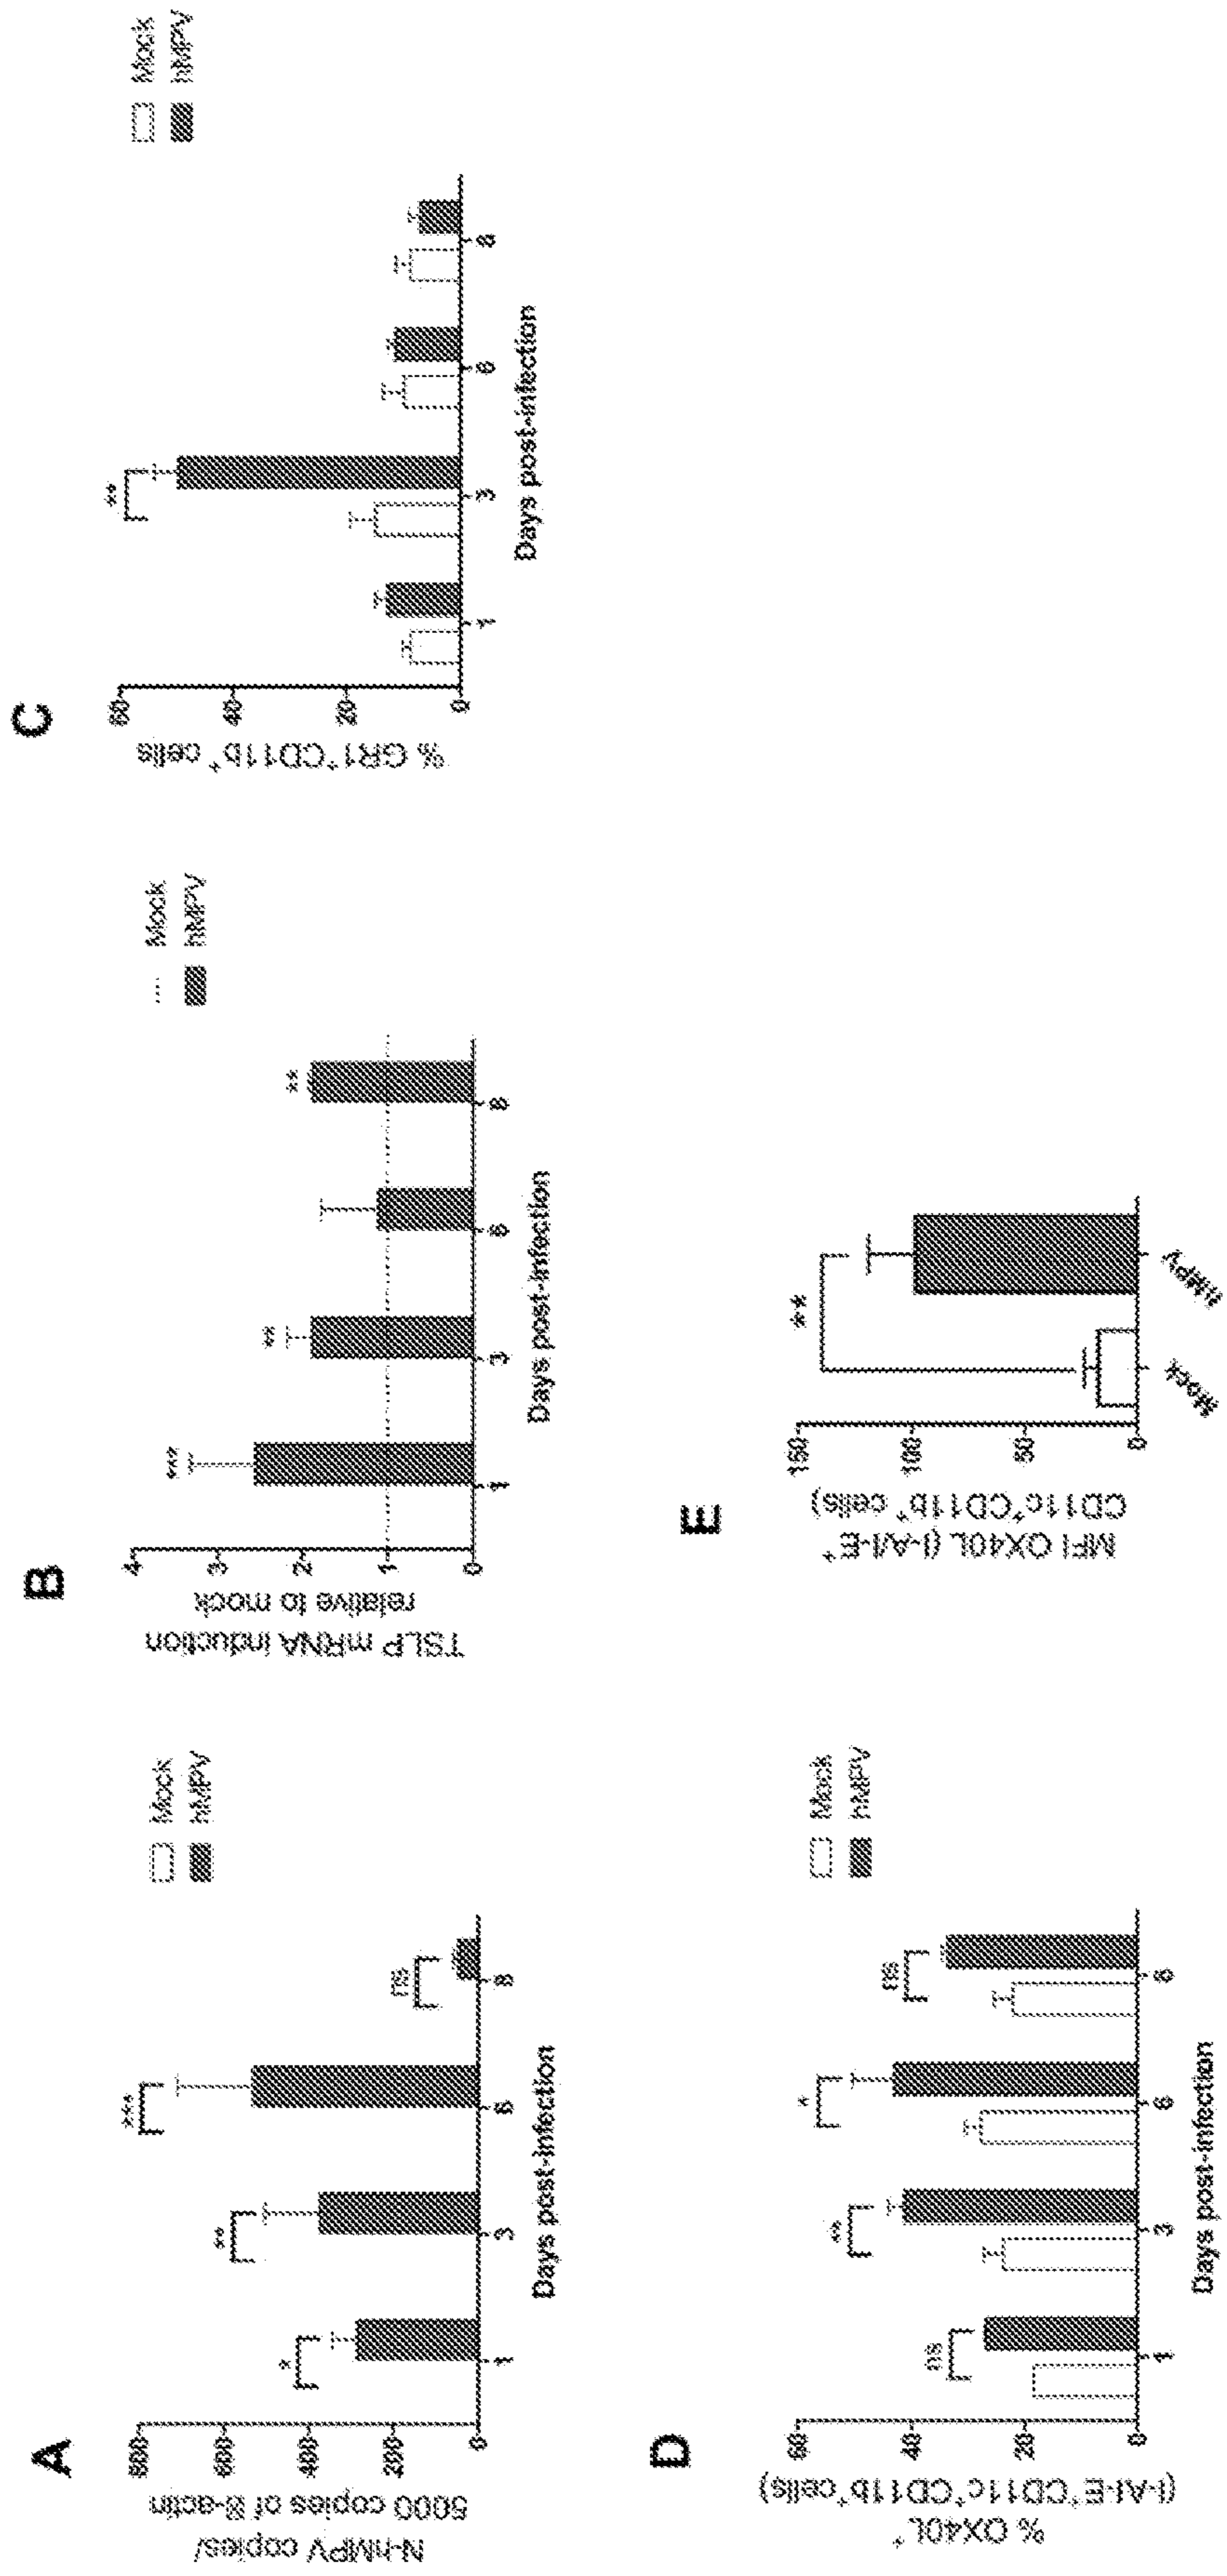 A
N-hMPV copies/
5000 copies of ※-actin
800
600
400
200
0
***
**
*
ns
Mock
hMPV
1 3 6 8
Days post-infection
B
TSLP mRNA induction
relative to mock
4
3
2
1
0
***
**
**
Mock
hMPV
1 3 6 8
Days post-infection
C
% GR1+CD11b+ cells
60
40
20
0
**
Mock
hMPV
1 3 6 8
Days post-infection
D
% OX40L+
(I-A/I-E+CD11c+CD11b+cells)
60
40
20
0
ns
**
*
ns
Mock
hMPV
1 3 6 8
Days post-infection
E
MFI OX40L (I-A/I-E+
CD11c+CD11b+ cells)
150
100
50
0
**
Mock
hMPV